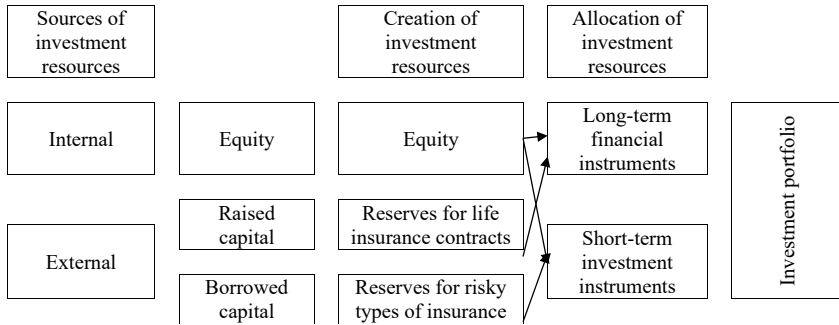 Sources of
investment
resources
Creation of
investment
resources
Allocation of
investment
resources
Internal
Equity
Equity
Long-term
financial
instruments
Investment portfolio
Raised
capital
Reserves for life
insurance contracts
External
Short-term
investment
instruments
Borrowed
capital
Reserves for risky
types of insurance